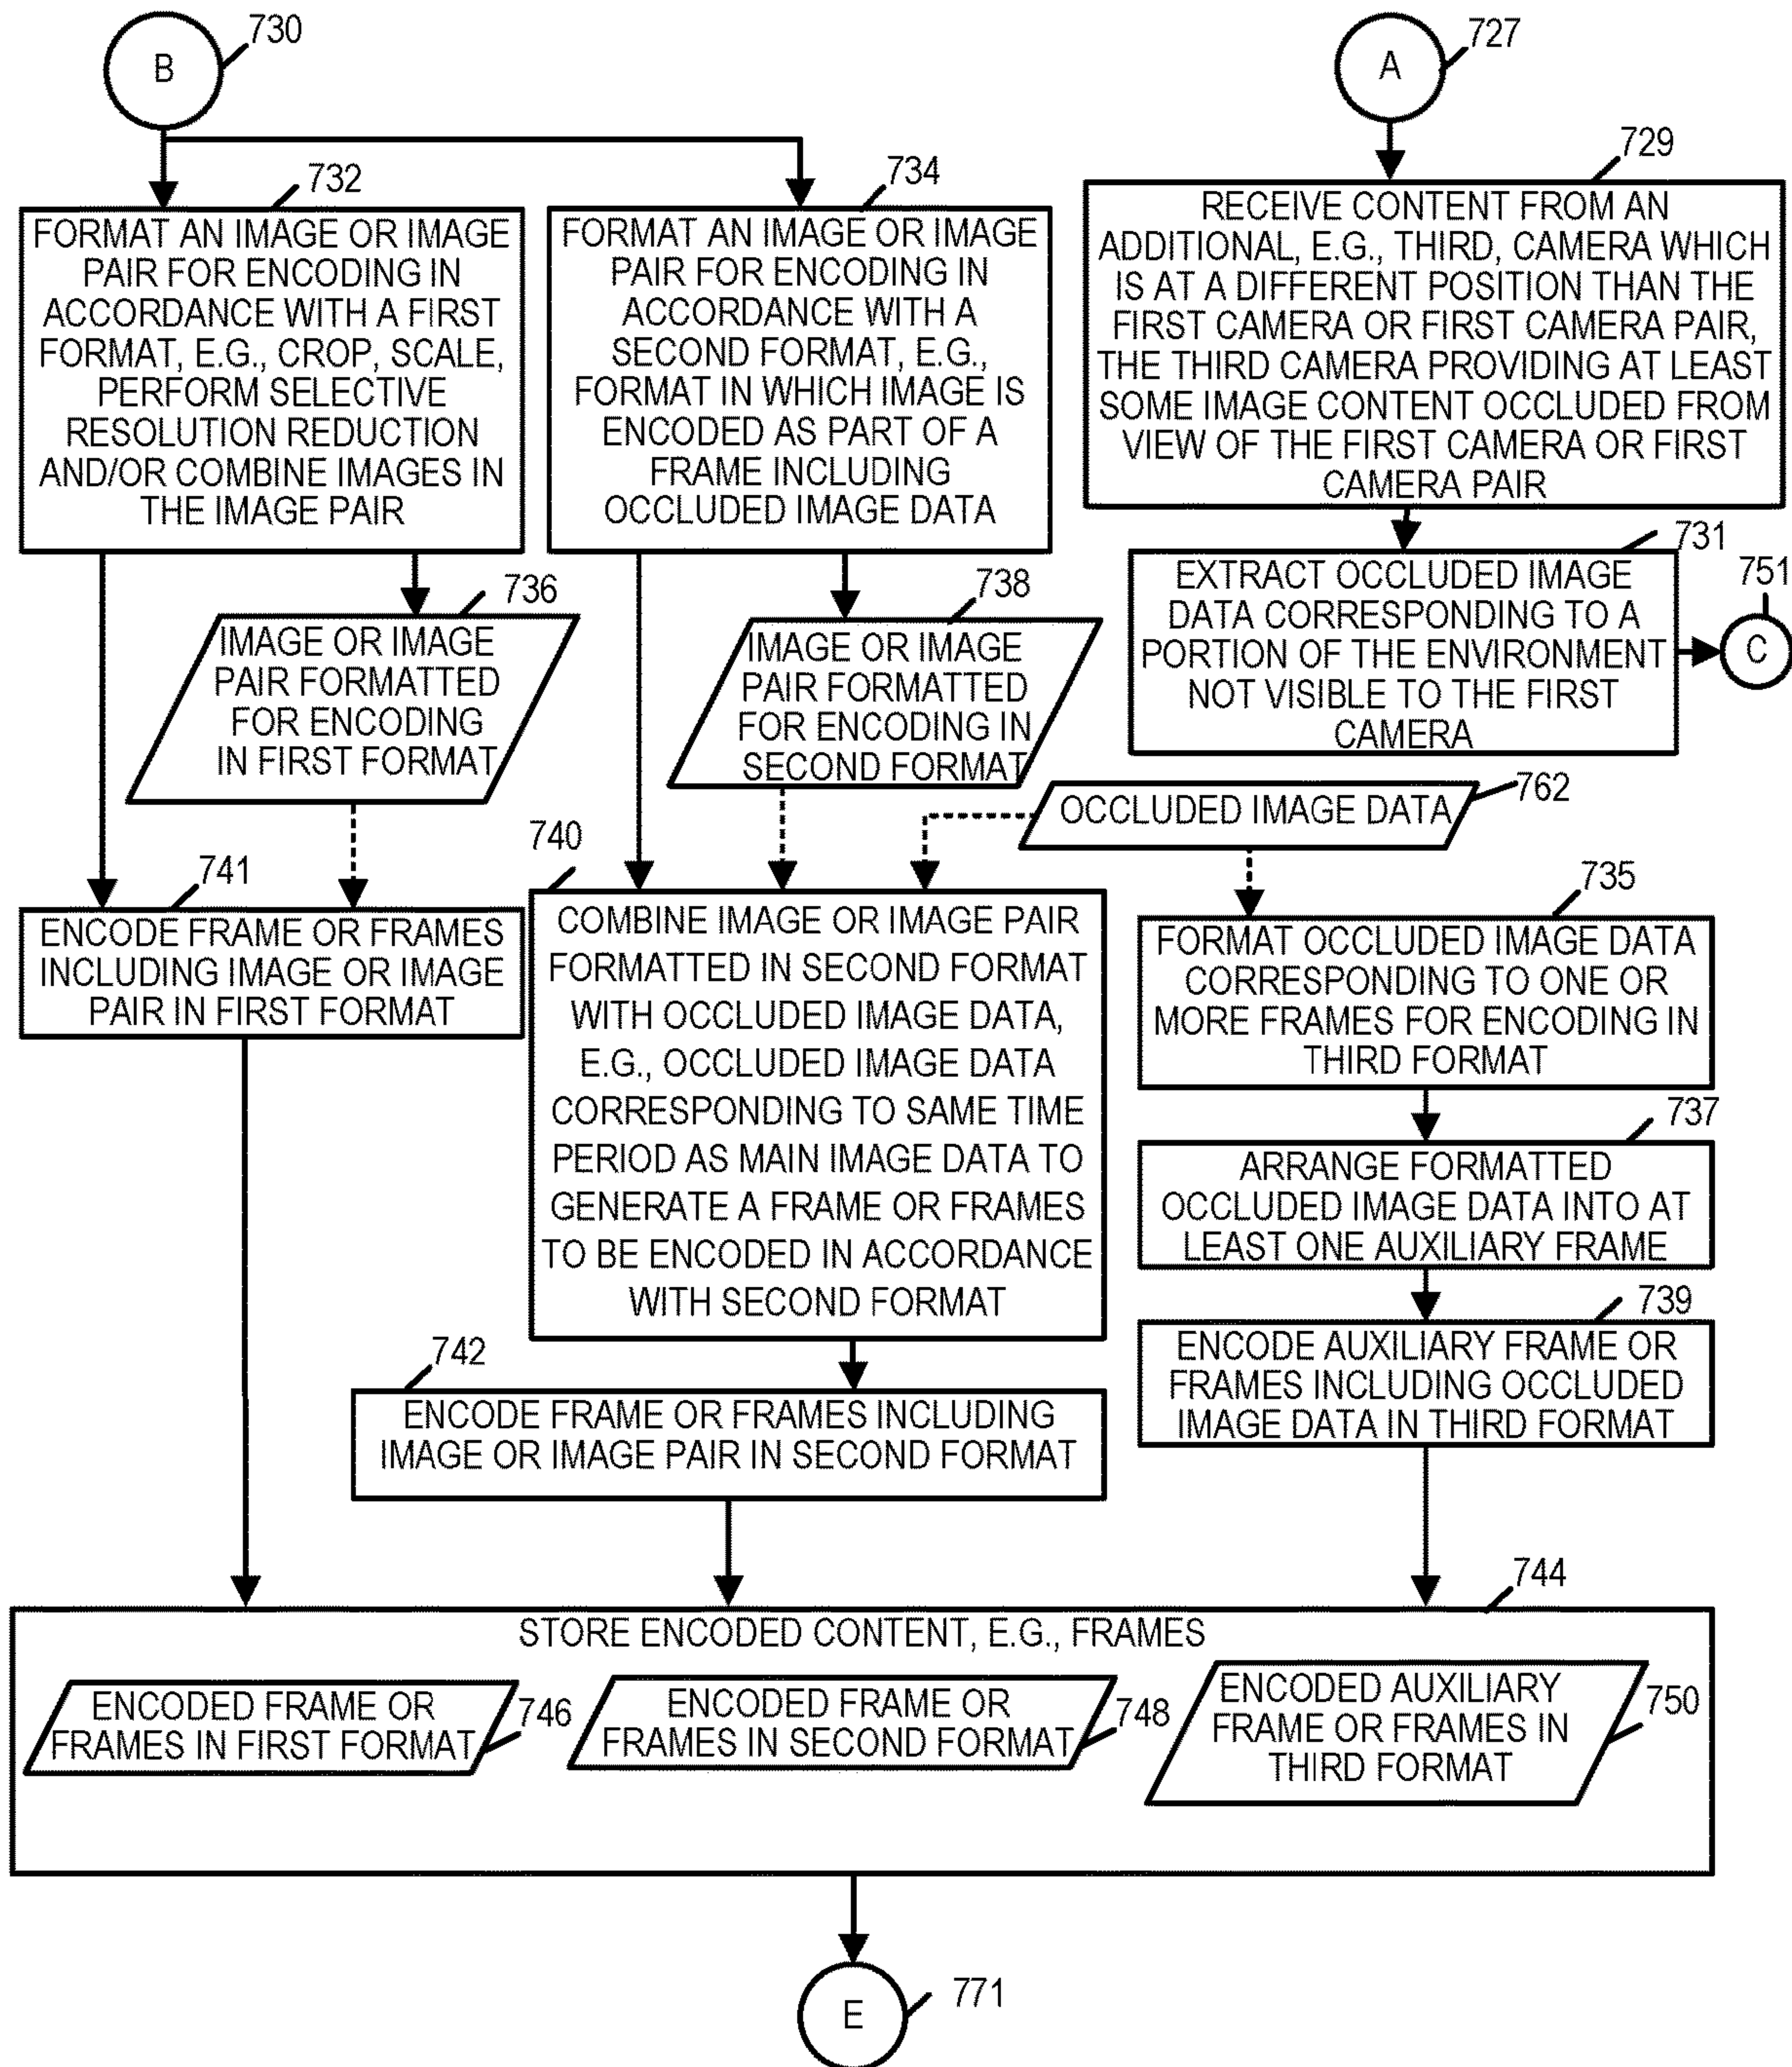 B
730
A
727
732
FORMAT AN IMAGE OR IMAGE
PAIR FOR ENCODING IN
ACCORDANCE WITH A FIRST
FORMAT, E.G., CROP, SCALE,
PERFORM SELECTIVE
RESOLUTION REDUCTION
AND/OR COMBINE IMAGES IN
THE IMAGE PAIR
734
FORMAT AN IMAGE OR IMAGE
PAIR FOR ENCODING IN
ACCORDANCE WITH A
SECOND FORMAT, E.G.,
FORMAT IN WHICH IMAGE IS
ENCODED AS PART OF A
FRAME INCLUDING
OCCLUDED IMAGE DATA
729
RECEIVE CONTENT FROM AN
ADDITIONAL, E.G., THIRD, CAMERA WHICH
IS AT A DIFFERENT POSITION THAN THE
FIRST CAMERA OR FIRST CAMERA PAIR,
THE THIRD CAMERA PROVIDING AT LEAST
SOME IMAGE CONTENT OCCLUDED FROM
VIEW OF THE FIRST CAMERA OR FIRST
CAMERA PAIR
731
EXTRACT OCCLUDED IMAGE
DATA CORRESPONDING TO A
PORTION OF THE ENVIRONMENT
NOT VISIBLE TO THE FIRST
CAMERA
751
C
736
IMAGE OR IMAGE
PAIR FORMATTED
FOR ENCODING
IN FIRST FORMAT
738
IMAGE OR IMAGE
PAIR FORMATTED
FOR ENCODING IN
SECOND FORMAT
OCCLUDED IMAGE DATA
762
741
ENCODE FRAME OR FRAMES
INCLUDING IMAGE OR IMAGE
PAIR IN FIRST FORMAT
740
COMBINE IMAGE OR IMAGE PAIR
FORMATTED IN SECOND FORMAT
WITH OCCLUDED IMAGE DATA,
E.G., OCCLUDED IMAGE DATA
CORRESPONDING TO SAME TIME
PERIOD AS MAIN IMAGE DATA TO
GENERATE A FRAME OR FRAMES
TO BE ENCODED IN ACCORDANCE
WITH SECOND FORMAT
735
FORMAT OCCLUDED IMAGE DATA
CORRESPONDING TO ONE OR
MORE FRAMES FOR ENCODING IN
THIRD FORMAT
737
ARRANGE FORMATTED
OCCLUDED IMAGE DATA INTO AT
LEAST ONE AUXILIARY FRAME
739
ENCODE AUXILIARY FRAME OR
FRAMES INCLUDING OCCLUDED
IMAGE DATA IN THIRD FORMAT
742
ENCODE FRAME OR FRAMES INCLUDING
IMAGE OR IMAGE PAIR IN SECOND FORMAT
744
STORE ENCODED CONTENT, E.G., FRAMES
ENCODED FRAME OR
FRAMES IN FIRST FORMAT
746
ENCODED FRAME OR
FRAMES IN SECOND FORMAT
748
ENCODED AUXILIARY
FRAME OR FRAMES IN
THIRD FORMAT
750
E
771